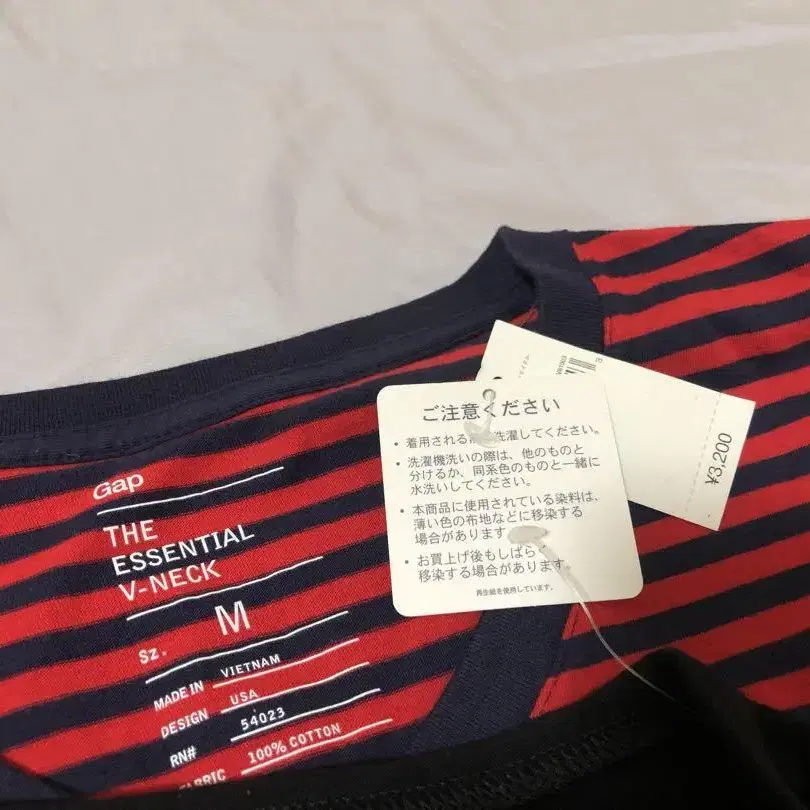 Gap
THE
ESSENTIAL
V-NECK
Sz. M
MADE IN VIETNAM
DESIGN USA
RN# 54023
FABRIC 100% COTTON
ご注意ください
• 着用される前に洗濯してください。
• 洗濯機洗いの際は、他のものと
分けるか、同系色のものと一緒に
水洗いしてください。
• 本商品に使用されている染料は、
薄い色の布地などに移染する
場合があります
• お買上げ後もしばら
移染する場合があります。
再生紙を使用しています。
¥3,200